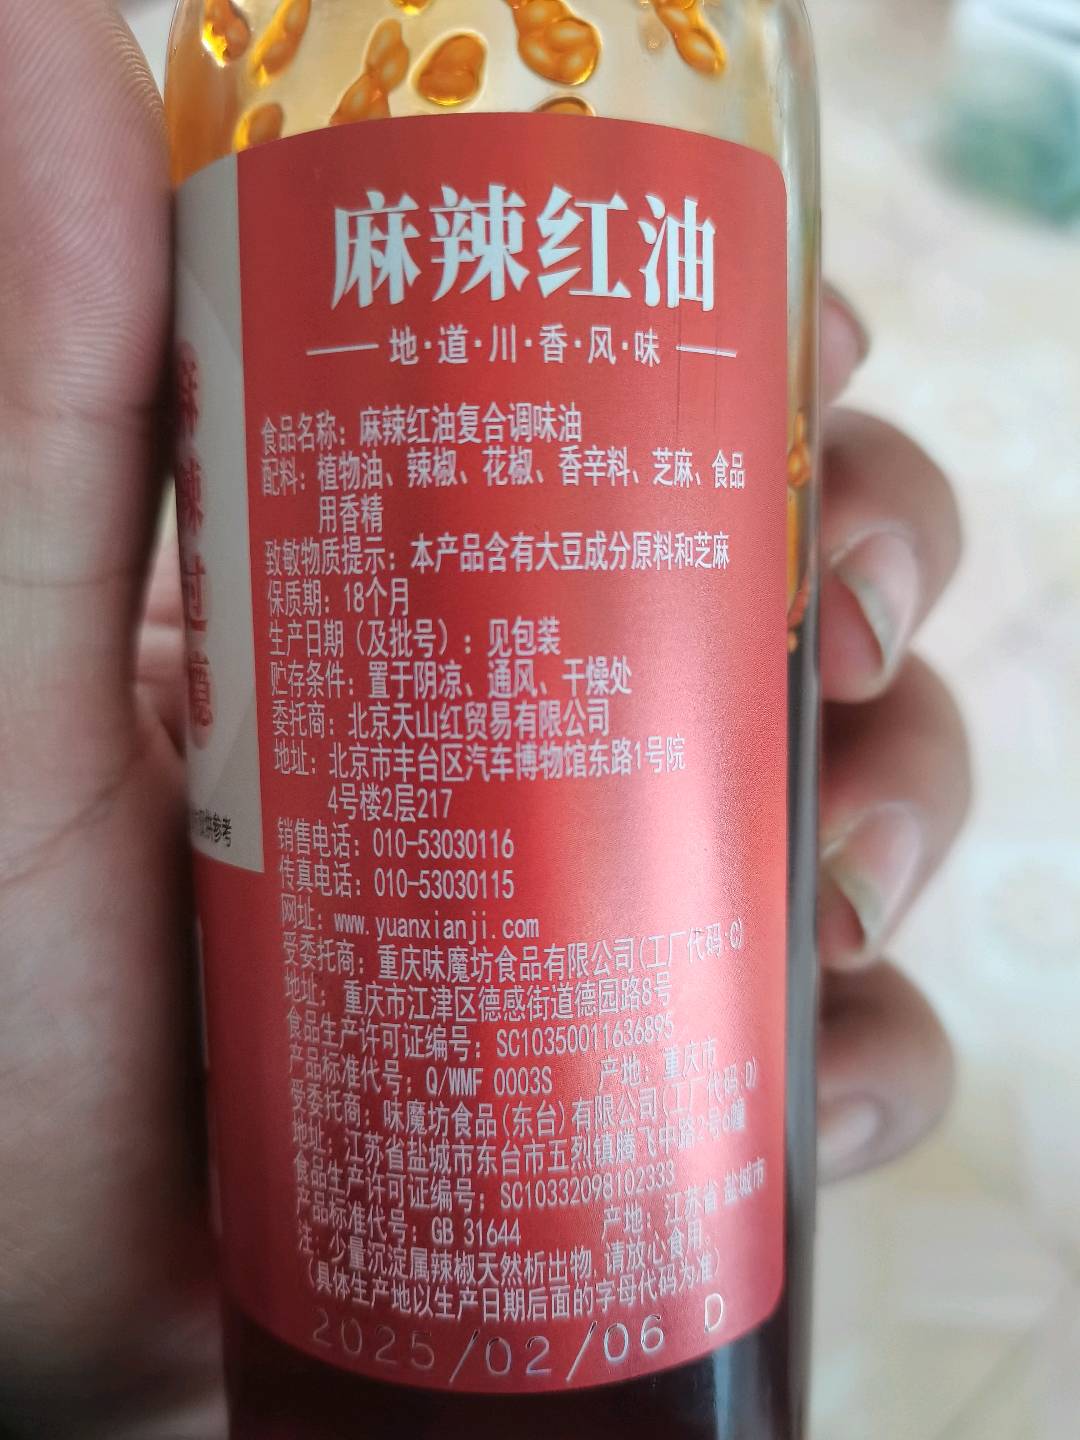 麻辣红油
地·道·川·香·风·味
食品名称：麻辣红油复合调味油
配料：植物油、辣椒、花椒、香辛料、芝麻、食品
用香精
致敏物质提示：本产品含有大豆成分原料和芝麻
保质期：18个月
生产日期（及批号）：见包装
贮存条件：置于阴凉、通风、干燥处
委托商：北京天山红贸易有限公司
地址：北京市丰台区汽车博物馆东路1号院
4号楼2层217
销售电话：010-53030116
传真电话：010-53030115
网址：www.yuanxianji.com
受委托商：重庆味魔坊食品有限公司(工厂代码:C)
地址：重庆市江津区德感街道德园路8号
食品生产许可证编号：SC10350011636895
产品标准代号：Q/WMF 0003S 产地：重庆市
受委托商：味魔坊食品(东台)有限公司(工厂代码:D)
地址：江苏省盐城市东台市五烈镇腾飞中路2号6幢
食品生产许可证编号：SC10332098102333
产品标准代号：GB 31644 产地：江苏省 盐城市
注：少量沉淀属辣椒天然析出物,请放心食用。
（具体生产地以生产日期后面的字母代码为准）
2025/02/06 D
麻辣过瘾
供参考